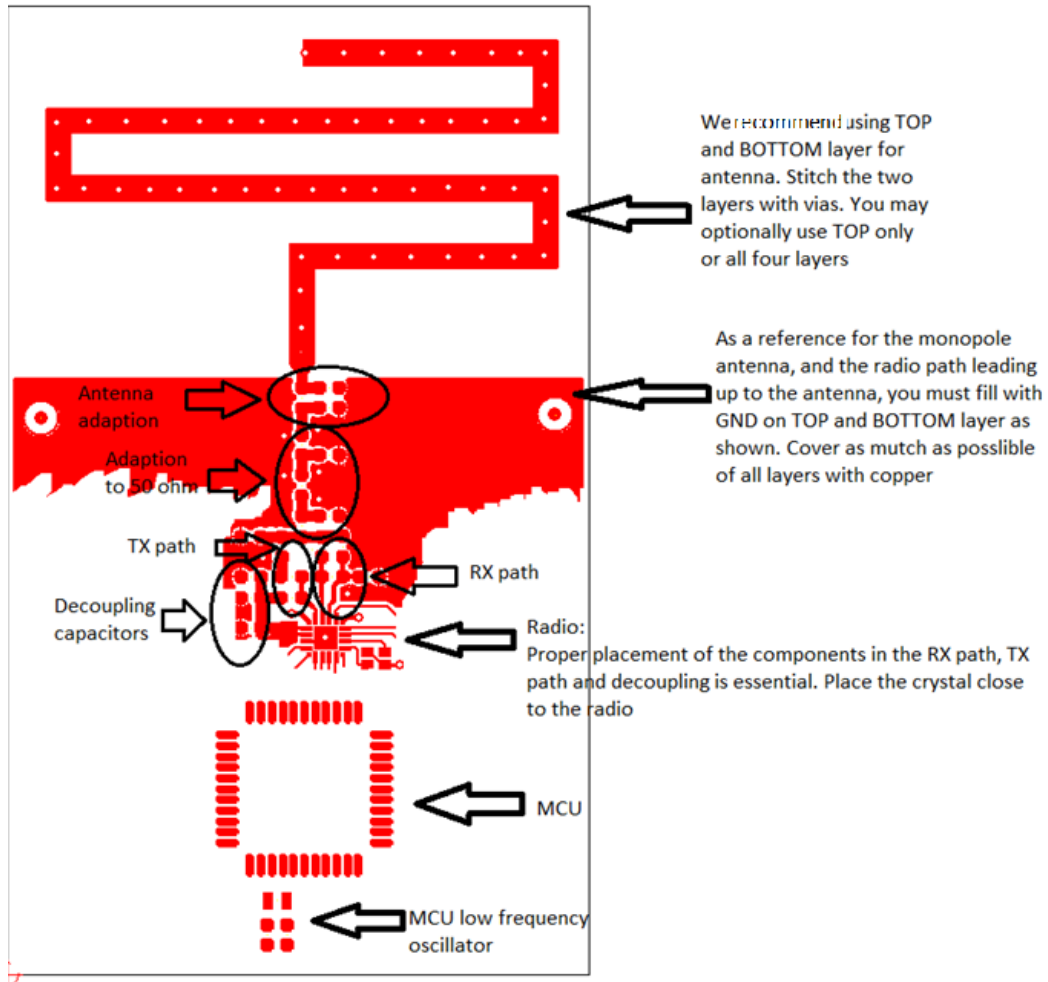 We recommend using TOP
and BOTTOM layer for
antenna. Stitch the two
layers with vias. You may
optionally use TOP only
or all four layers
As a reference for the monopole
antenna, and the radio path leading
up to the antenna, you must fill with
GND on TOP and BOTTOM layer as
shown. Cover as mutch as posslible
of all layers with copper
Antenna
adaption
Adaption
to 50 ohm
TX path
RX path
Decoupling
capacitors
Radio:
Proper placement of the components in the RX path, TX
path and decoupling is essential. Place the crystal close
to the radio
MCU
MCU low frequency
oscillator